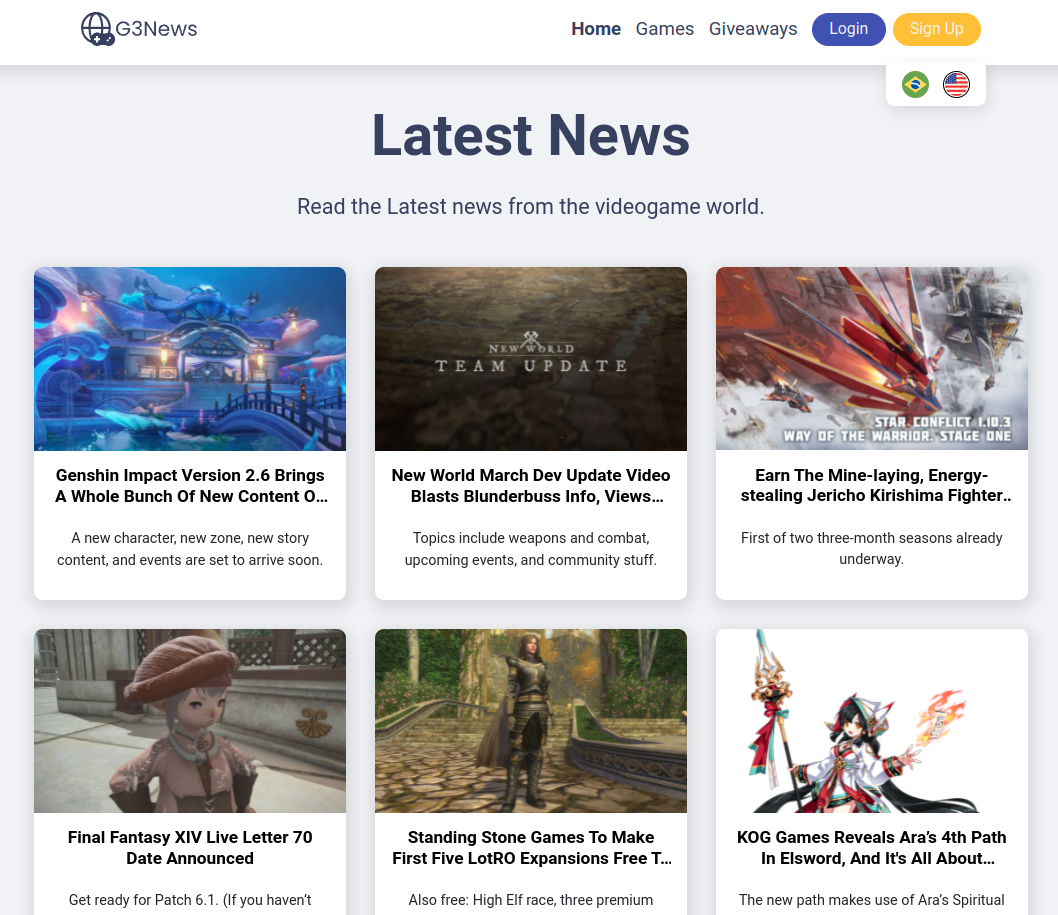 G3News
Home Games Giveaways Login Sign Up
Latest News
Read the Latest news from the videogame world.
NEW WORLD
TEAM UPDATE
STAR CONFLICT 1.10.3
WAY OF THE WARRIOR. STAGE ONE
Genshin Impact Version 2.6 Brings
A Whole Bunch Of New Content O...
A new character, new zone, new story
content, and events are set to arrive soon.
New World March Dev Update Video
Blasts Blunderbuss Info, Views...
Topics include weapons and combat,
upcoming events, and community stuff.
Earn The Mine-laying, Energy-
stealing Jericho Kirishima Fighter..
First of two three-month seasons already
underway.
Final Fantasy XIV Live Letter 70
Date Announced
Get ready for Patch 6.1. (If you haven’t
Standing Stone Games To Make
First Five LotRO Expansions Free T...
Also free: High Elf race, three premium
KOG Games Reveals Ara’s 4th Path
In Elsword, And It's All About...
The new path makes use of Ara’s Spiritual